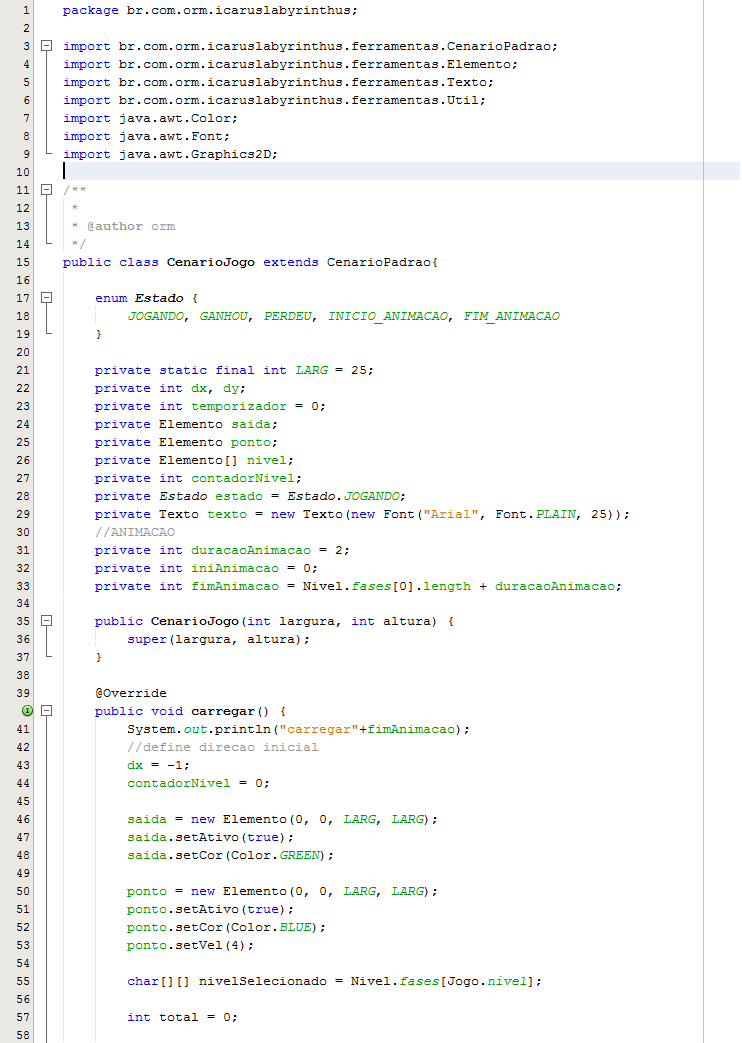 1 package br.com.orm.icaruslabyrinthus;
2
3 import br.com.orm.icaruslabyrinthus.ferramentas.CenarioPadrao;
4 import br.com.orm.icaruslabyrinthus.ferramentas.Elemento;
5 import br.com.orm.icaruslabyrinthus.ferramentas.Texto;
6 import br.com.orm.icaruslabyrinthus.ferramentas.Util;
7 import java.awt.Color;
8 import java.awt.Font;
9 import java.awt.Graphics2D;
10
11 /**
12  *
13  * @author orm
14  */
15 public class CenarioJogo extends CenarioPadrao{
16
17     enum Estado {
18         JOGANDO, GANHOU, PERDEU, INICIO_ANIMACAO, FIM_ANIMACAO
19     }
20
21     private static final int LARG = 25;
22     private int dx, dy;
23     private int temporizador = 0;
24     private Elemento saida;
25     private Elemento ponto;
26     private Elemento[] nivel;
27     private int contadorNivel;
28     private Estado estado = Estado.JOGANDO;
29     private Texto texto = new Texto(new Font("Arial", Font.PLAIN, 25));
30     //ANIMACAO
31     private int duracaoAnimacao = 2;
32     private int iniAnimacao = 0;
33     private int fimAnimacao = Nivel.fases[0].length + duracaoAnimacao;
34
35     public CenarioJogo(int largura, int altura) {
36         super(largura, altura);
37     }
38
39     @Override
    public void carregar() {
41         System.out.println("carregar"+fimAnimacao);
42         //define direcao inicial
43         dx = -1;
44         contadorNivel = 0;
45
46         saida = new Elemento(0, 0, LARG, LARG);
47         saida.setAtivo(true);
48         saida.setCor(Color.GREEN);
49
50         ponto = new Elemento(0, 0, LARG, LARG);
51         ponto.setAtivo(true);
52         ponto.setCor(Color.BLUE);
53         ponto.setVel(4);
54
55         char[][] nivelSelecionado = Nivel.fases[Jogo.nivel];
56
57         int total = 0;
58